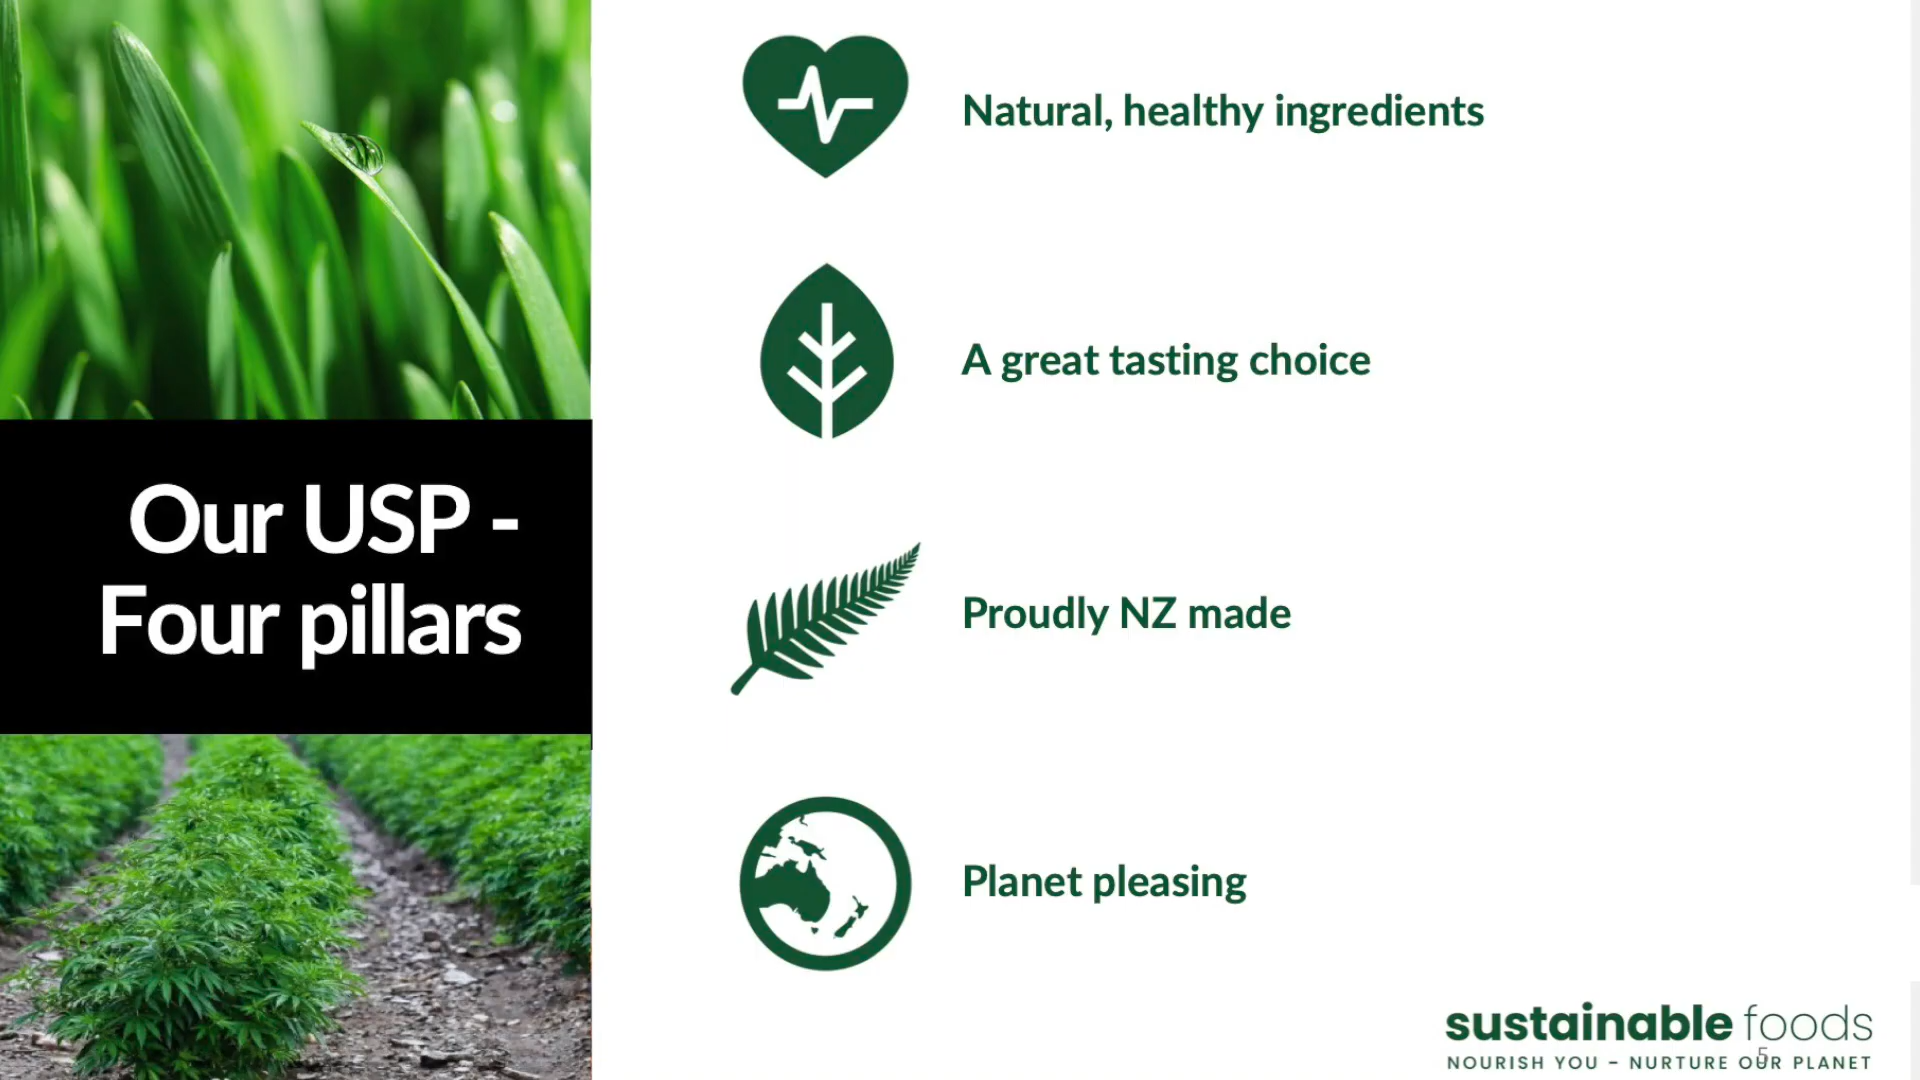 Our USP -
Four pillars
Natural, healthy ingredients
A great tasting choice
Proudly NZ made
Planet pleasing
sustainable foods
NOURISH YOU – NURTURE OUR PLANET
5